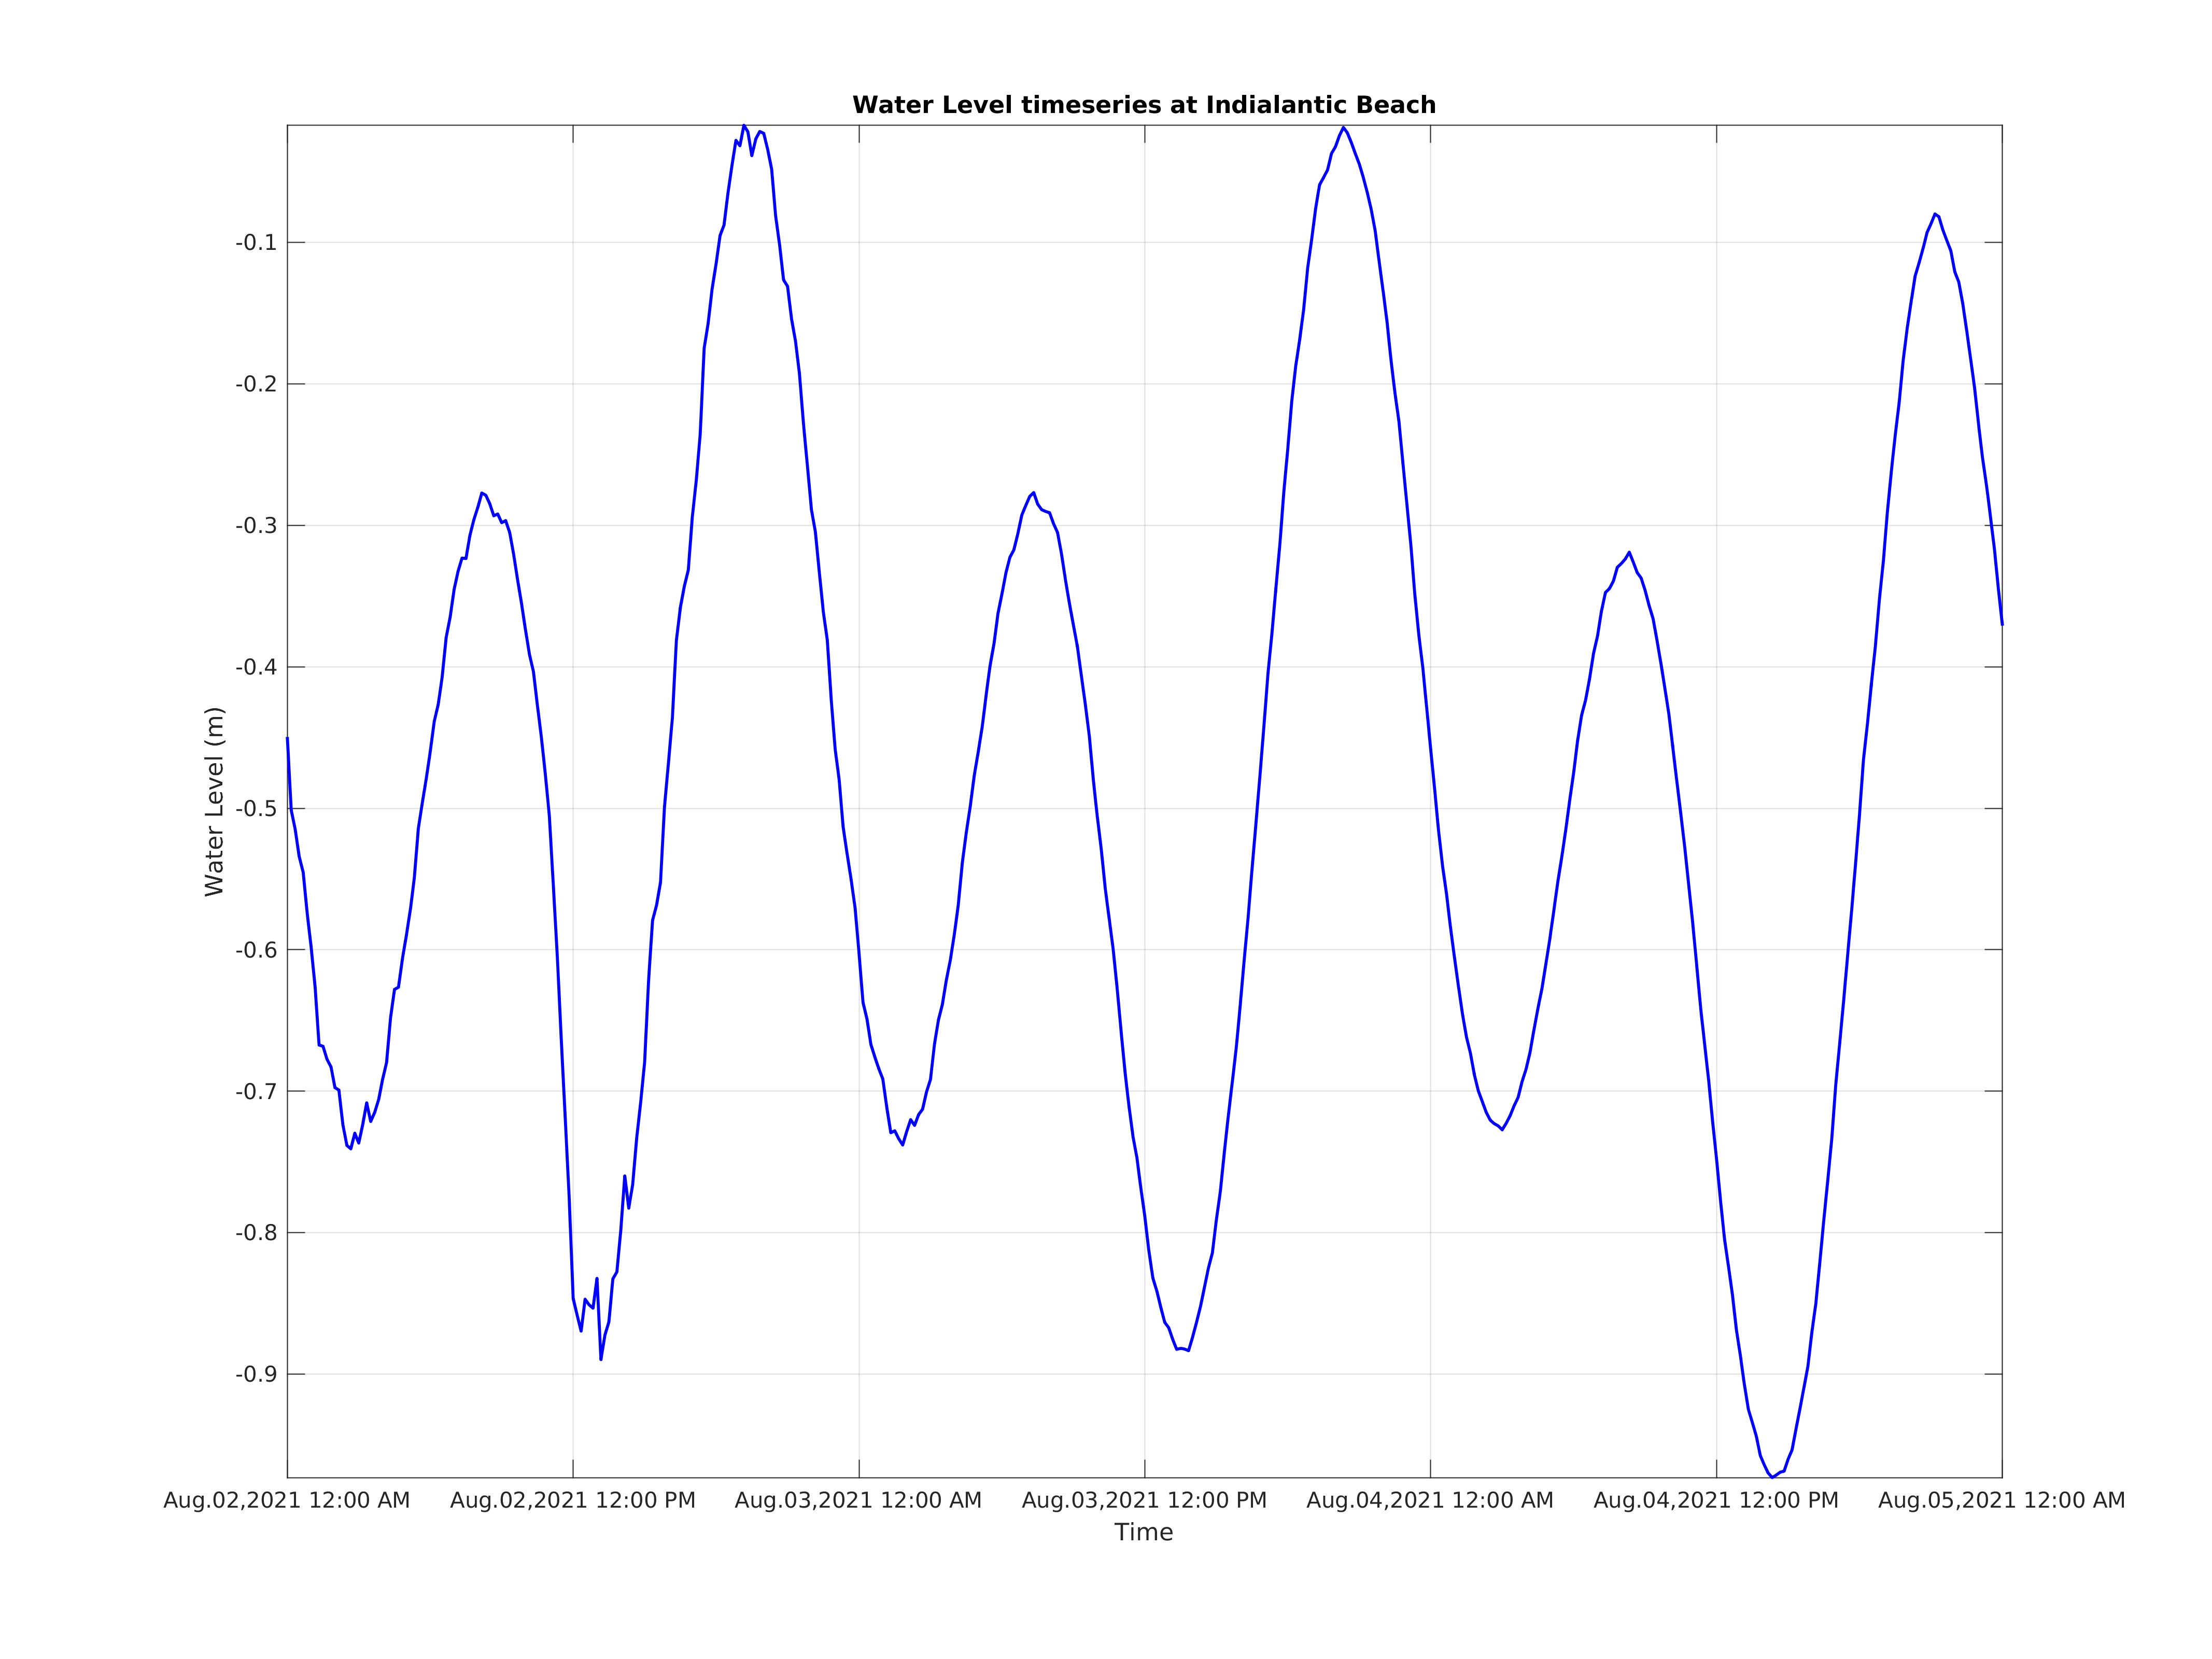 Water Level timeseries at Indialantic Beach
-0.1
-0.2
-0.3
-0.4
-0.5
-0.6
-0.7
-0.8
-0.9
Water Level (m)
Aug.02,2021 12:00 AM
Aug.02,2021 12:00 PM
Aug.03,2021 12:00 AM
Aug.03,2021 12:00 PM
Aug.04,2021 12:00 AM
Aug.04,2021 12:00 PM
Aug.05,2021 12:00 AM
Time